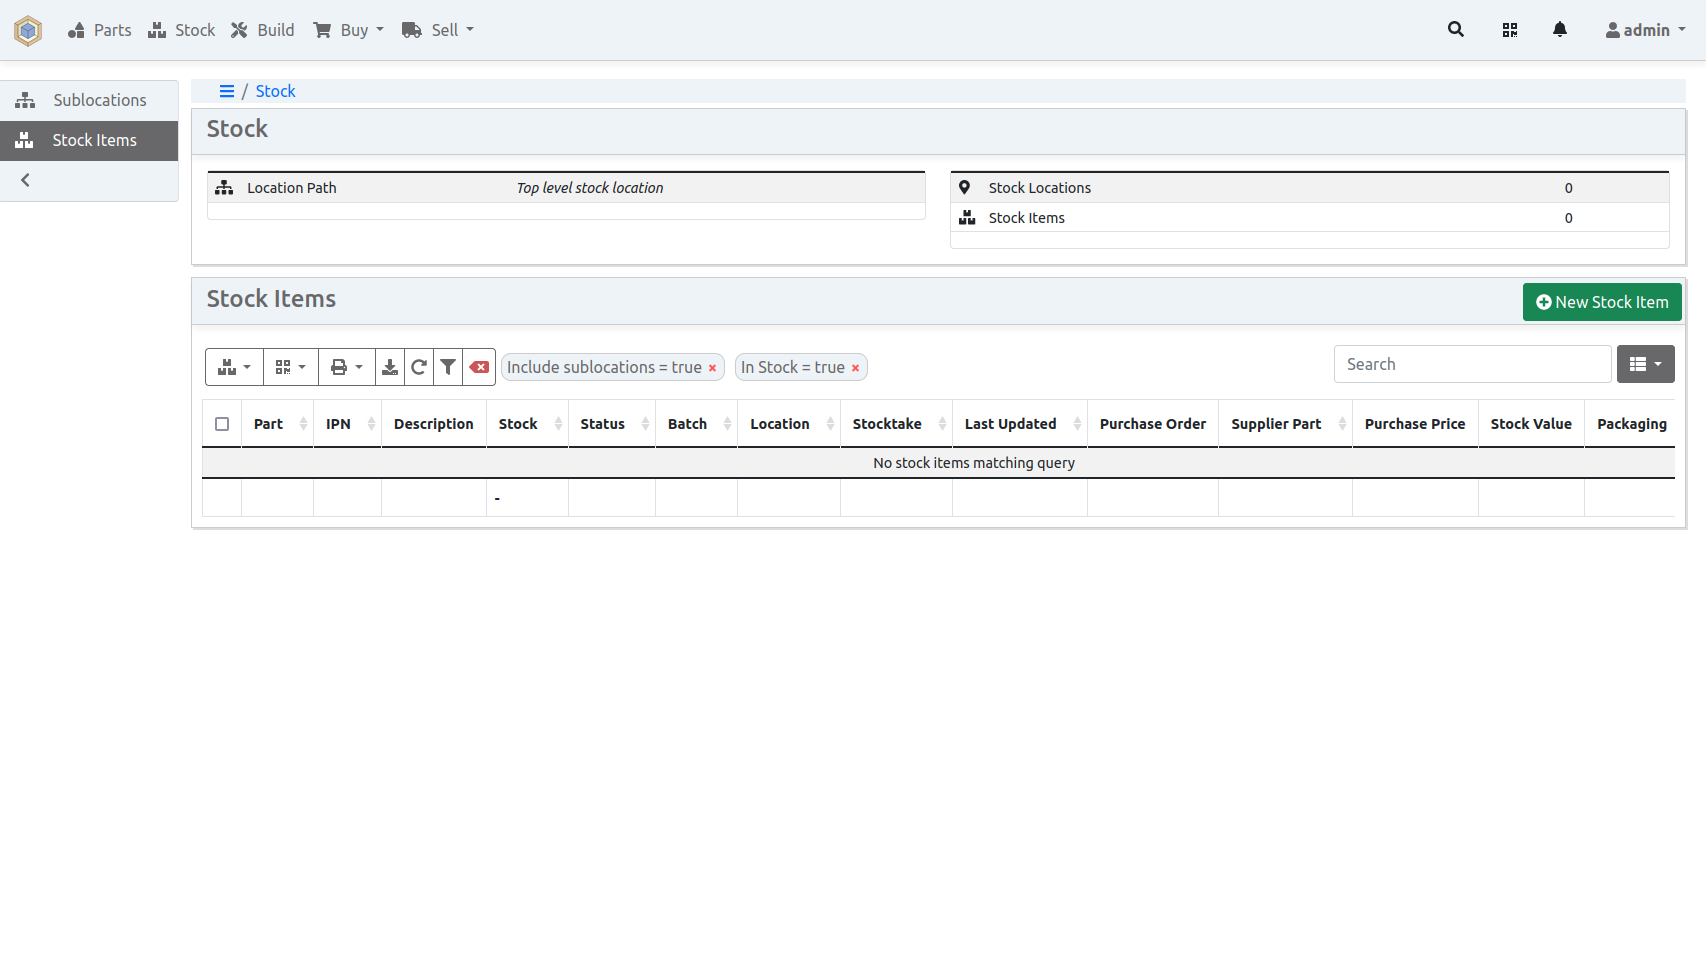 Parts Stock Build Buy Sell admin
Sublocations
Stock Items
/ Stock
Stock
Location Path Top level stock location
Stock Locations 0
Stock Items 0
Stock Items
New Stock Item
Include sublocations = true × In Stock = true × Search
Part IPN Description Stock Status Batch Location Stocktake Last Updated Purchase Order Supplier Part Purchase Price Stock Value Packaging
No stock items matching query
-